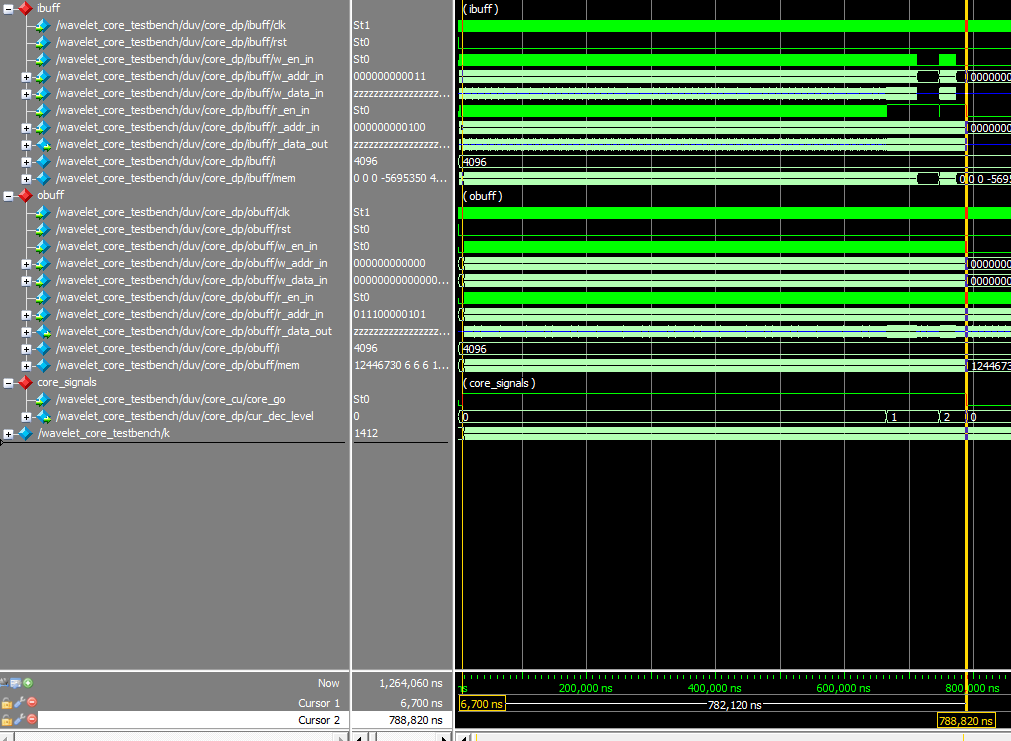 ibuff ( ibuff )
/wavelet_core_testbench/duv/core_dp/ibuff/clk St1
/wavelet_core_testbench/duv/core_dp/ibuff/rst St0
/wavelet_core_testbench/duv/core_dp/ibuff/w_en_in St0
/wavelet_core_testbench/duv/core_dp/ibuff/w_addr_in 000000000011 0000000
/wavelet_core_testbench/duv/core_dp/ibuff/w_data_in zzzzzzzzzzzzzzzzzz...
/wavelet_core_testbench/duv/core_dp/ibuff/r_en_in St0
/wavelet_core_testbench/duv/core_dp/ibuff/r_addr_in 000000000100 0000000
/wavelet_core_testbench/duv/core_dp/ibuff/r_data_out zzzzzzzzzzzzzzzzzz...
/wavelet_core_testbench/duv/core_dp/ibuff/i 4096 4096
/wavelet_core_testbench/duv/core_dp/ibuff/mem 0 0 0 -5695350 4... 0 0 0 -5695
obuff ( obuff )
/wavelet_core_testbench/duv/core_dp/obuff/clk St1
/wavelet_core_testbench/duv/core_dp/obuff/rst St0
/wavelet_core_testbench/duv/core_dp/obuff/w_en_in St0
/wavelet_core_testbench/duv/core_dp/obuff/w_addr_in 000000000000 0000000
/wavelet_core_testbench/duv/core_dp/obuff/w_data_in 00000000000000... 0000000
/wavelet_core_testbench/duv/core_dp/obuff/r_en_in St0
/wavelet_core_testbench/duv/core_dp/obuff/r_addr_in 011100000101
/wavelet_core_testbench/duv/core_dp/obuff/r_data_out zzzzzzzzzzzzzzzzzz...
/wavelet_core_testbench/duv/core_dp/obuff/i 4096 4096
/wavelet_core_testbench/duv/core_dp/obuff/mem 12446730 6 6 6 1... 1244673
core_signals ( core_signals )
/wavelet_core_testbench/duv/core_cu/core_go St0
/wavelet_core_testbench/duv/core_dp/cur_dec_level 0 0 1 2 0
/wavelet_core_testbench/k 1412
Now 1,264,060 ns ns 200,000 ns 400,000 ns 600,000 ns 800,000 ns
Cursor 1 6,700 ns 6,700 ns 782,120 ns
Cursor 2 788,820 ns 788,820 ns